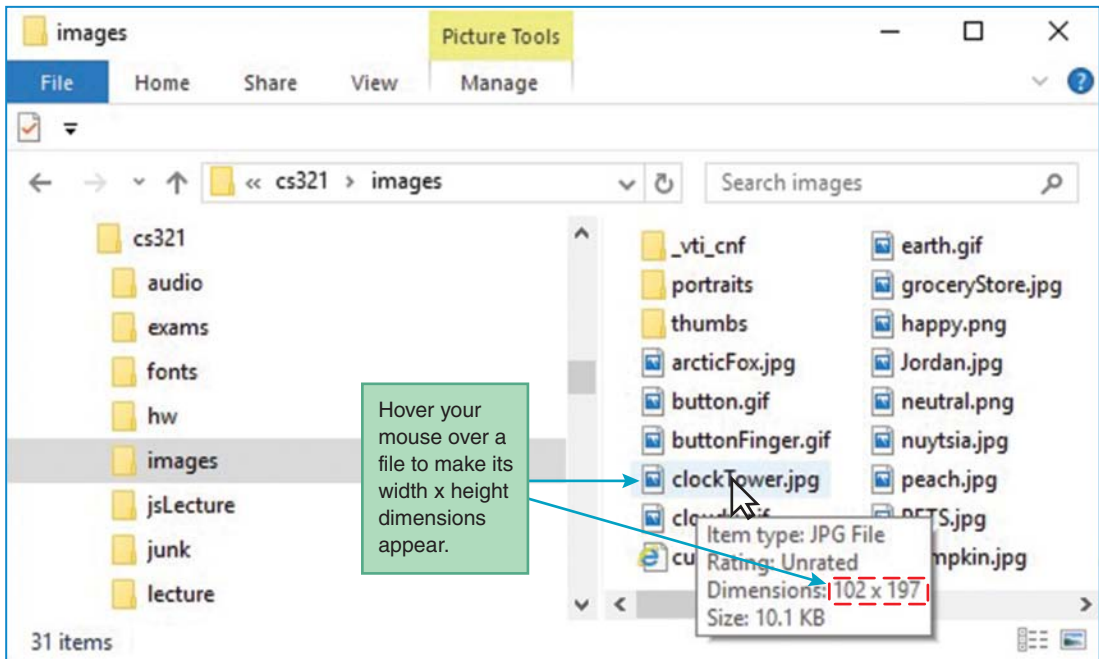 images
Picture Tools
File
Home
Share
View
Manage
« cs321 > images
Search images
cs321
audio
exams
fonts
hw
images
jsLecture
junk
lecture
Hover your
mouse over a
file to make its
width x height
dimensions
appear.
_vti_cnf
portraits
thumbs
arcticFox.jpg
button.gif
buttonFinger.gif
clockTower.jpg
earth.gif
groceryStore.jpg
happy.png
Jordan.jpg
neutral.png
nuytsia.jpg
peach.jpg
Item type: JPG File
Rating: Unrated
Dimensions: 102 x 197
Size: 10.1 KB
31 items